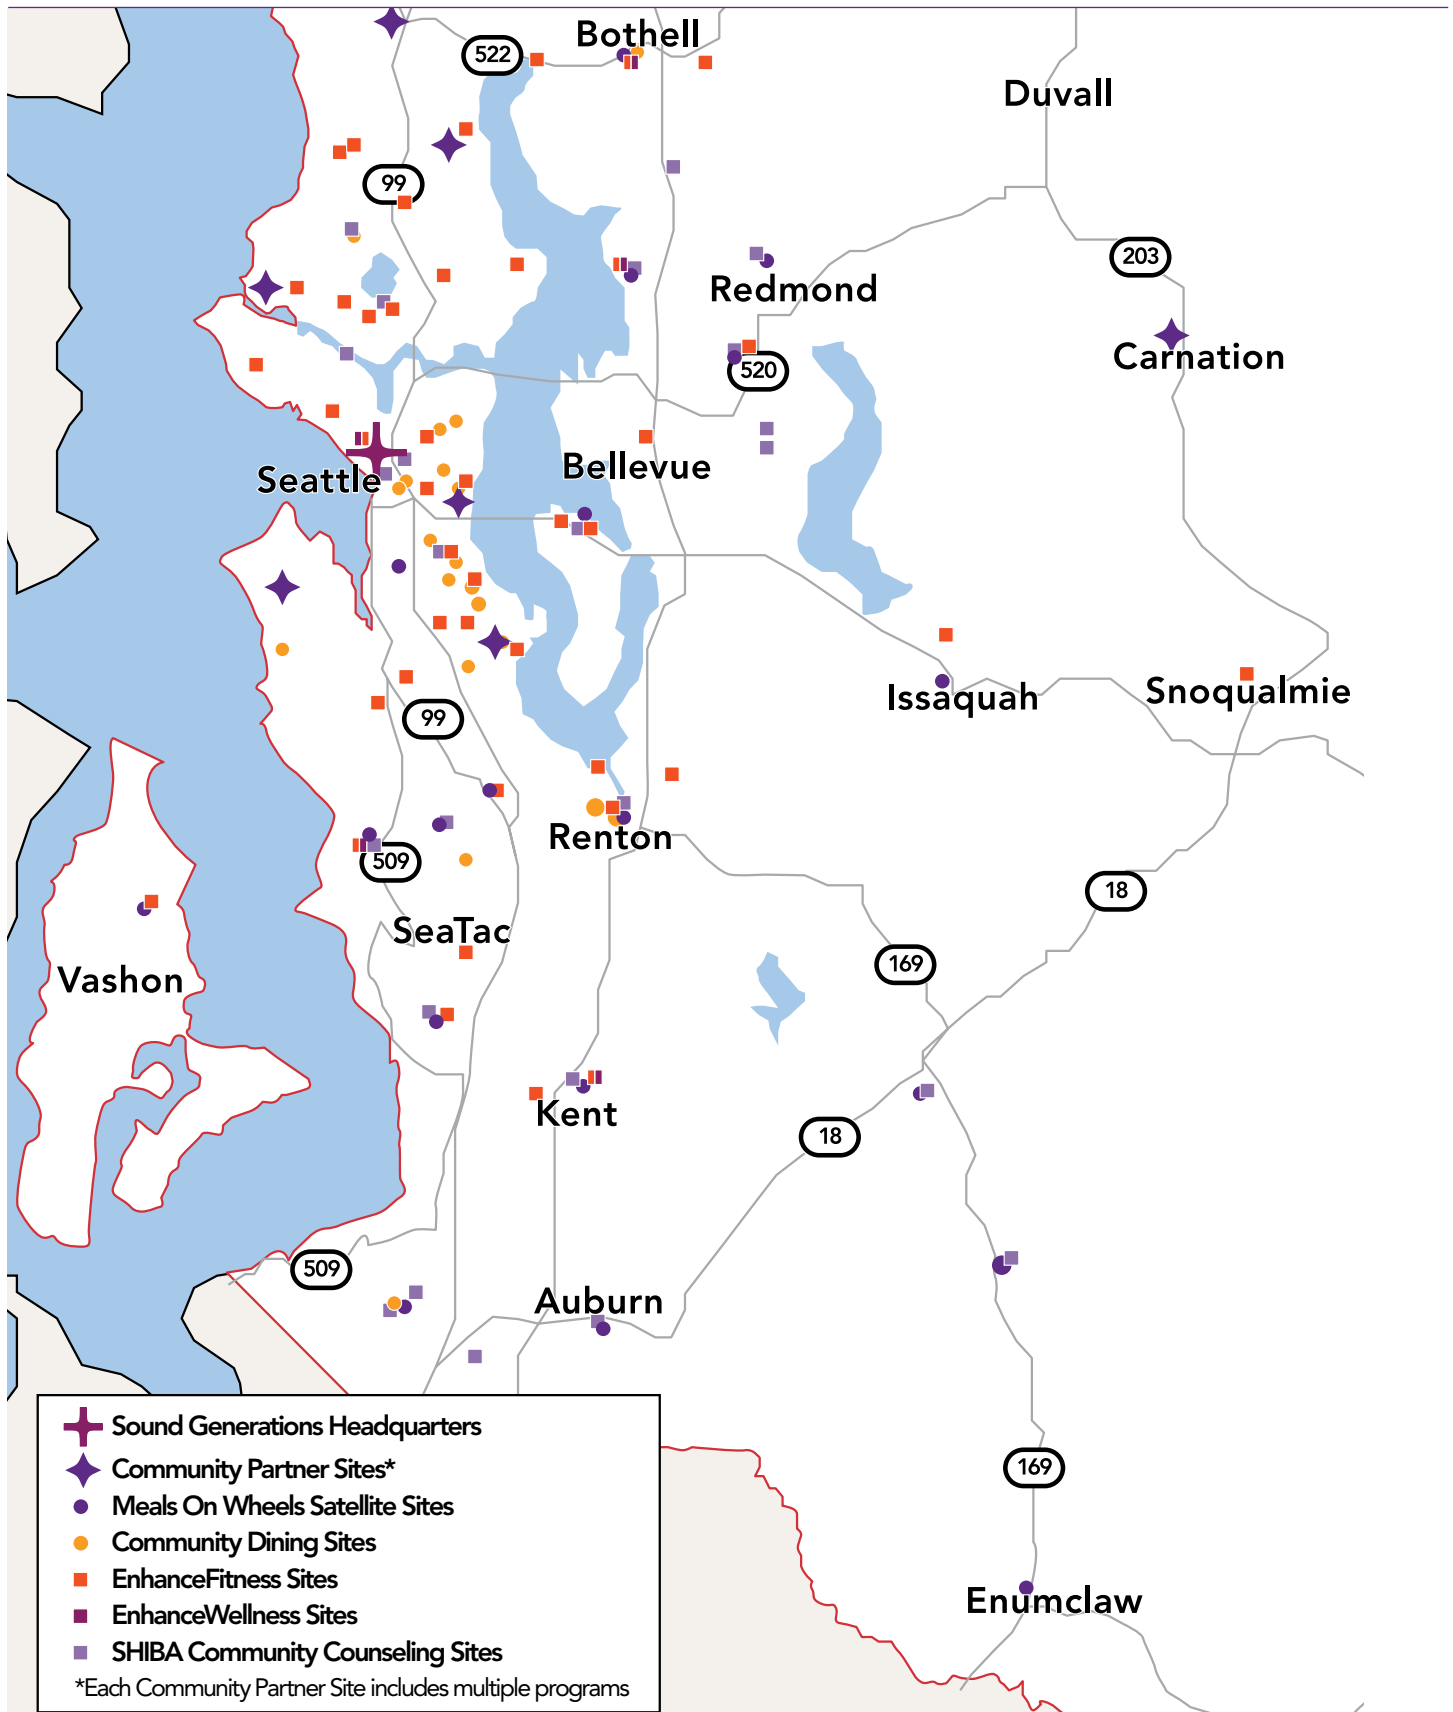 Bothell
522
Duvall
99
203
Redmond
Carnation
520
Bellevue
Seattle
Issaquah
Snoqualmie
99
Renton
509
18
SeaTac
169
Vashon
Kent
18
509
Auburn
Sound Generations Headquarters
Community Partner Sites*
Meals On Wheels Satellite Sites
169
Community Dining Sites
EnhanceFitness Sites
Enumclaw
EnhanceWellness Sites
SHIBA Community Counseling Sites
*Each Community Partner Site includes multiple programs